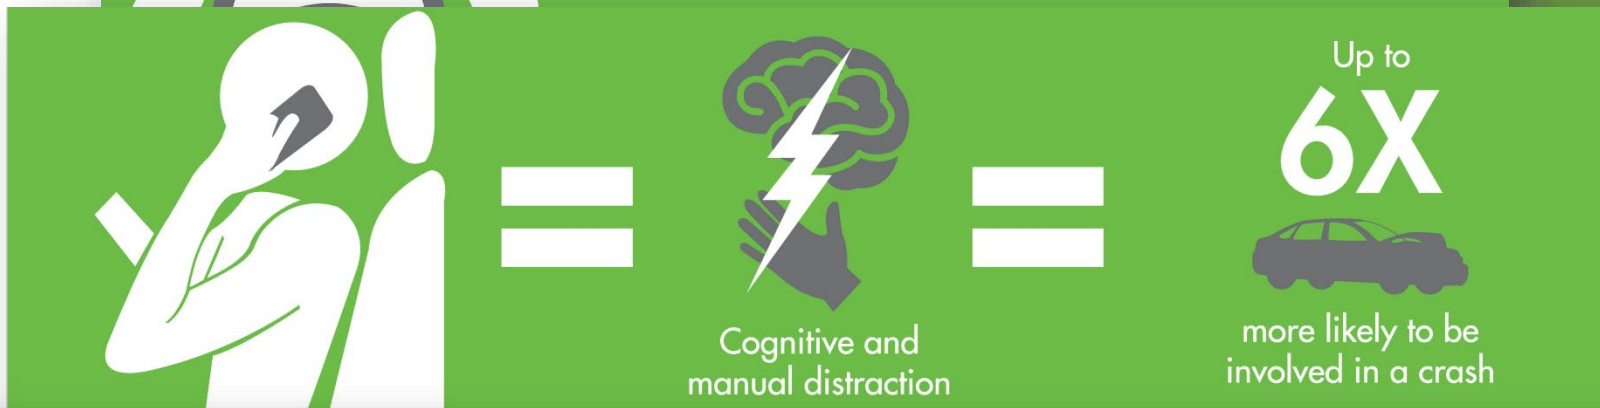 Cognitive and
manual distraction
Up to
6X
more likely to be
involved in a crash